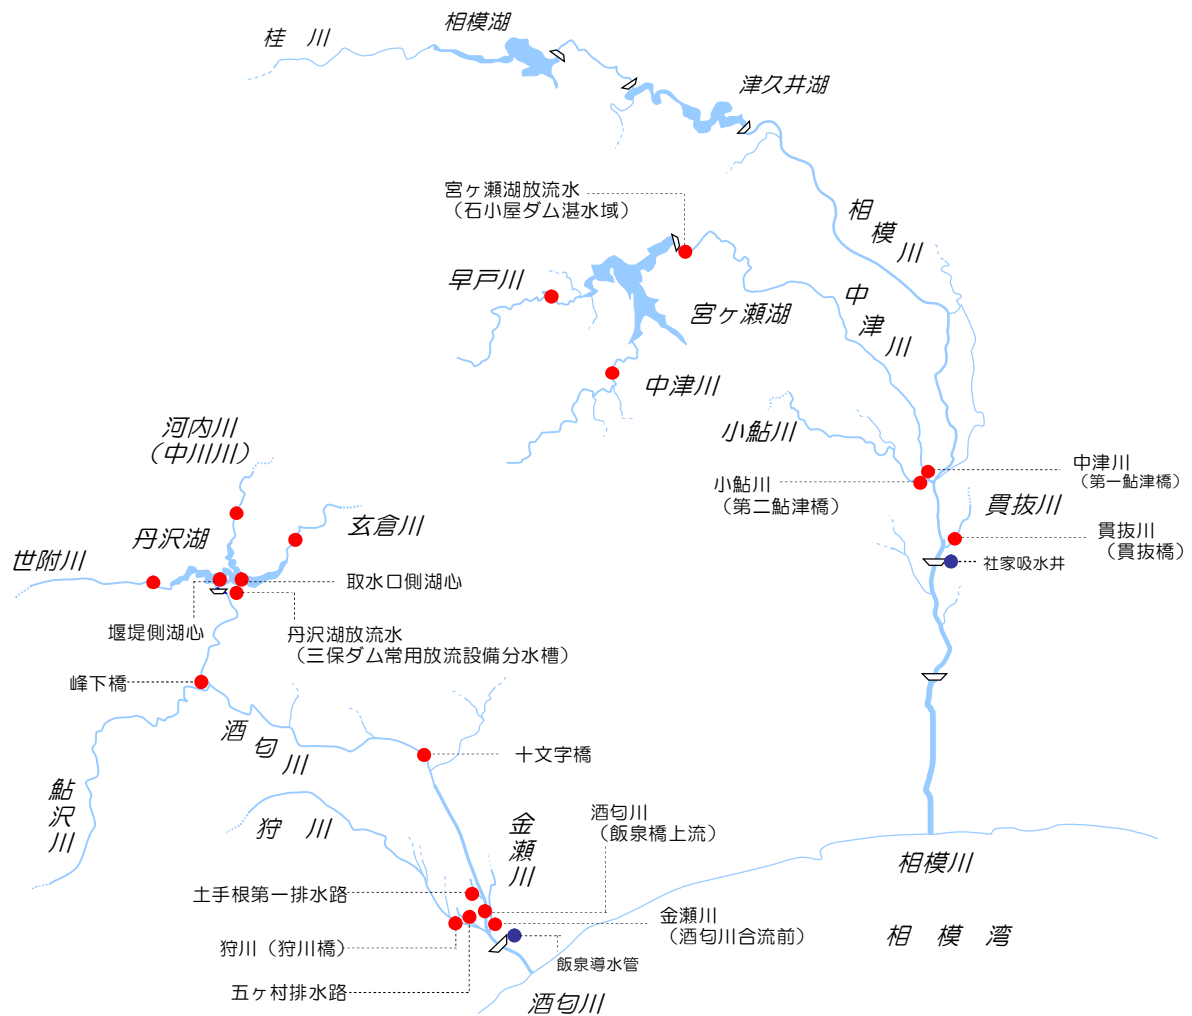 相模湖
桂 川
津久井湖
宮ヶ瀬湖放流水
(石小屋ダム湛水域)
相模川
早戸川
宮ヶ瀬湖
中津川
中津川
河内川
(中川川)
小鮎川
中津川
(第一鮎津橋)
小鮎川
(第二鮎津橋)
貫抜川
玄倉川
丹沢湖
貫抜川
(貫抜橋)
世附川
社家吸水井
取水口側湖心
堰堤側湖心
丹沢湖放流水
(三保ダム常用放流設備分水槽)
峰下橋
酒匂川
十文字橋
鮎沢川
狩 川
金瀬川
酒匂川
(飯泉橋上流)
相模川
土手根第一排水路
金瀬川
(酒匂川合流前)
相 模 湾
狩川(狩川橋)
飯泉導水管
五ヶ村排水路
酒匂川